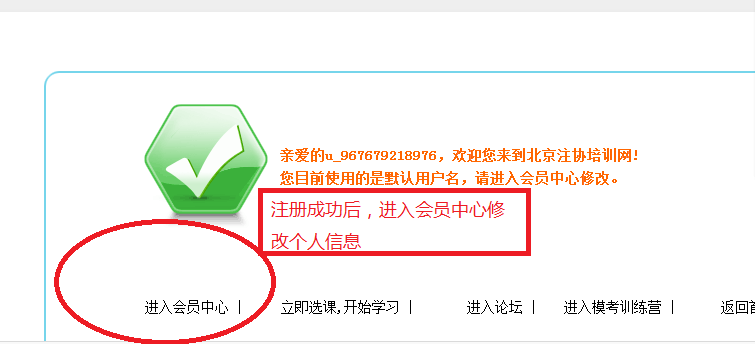 亲爱的u_967679218976，欢迎您来到北京注协培训网!
您目前使用的是默认用户名，请进入会员中心修改。
注册成功后，进入会员中心修
改个人信息
进入会员中心 | 立即选课,开始学习 | 进入论坛 | 进入模考训练营 | 返回首